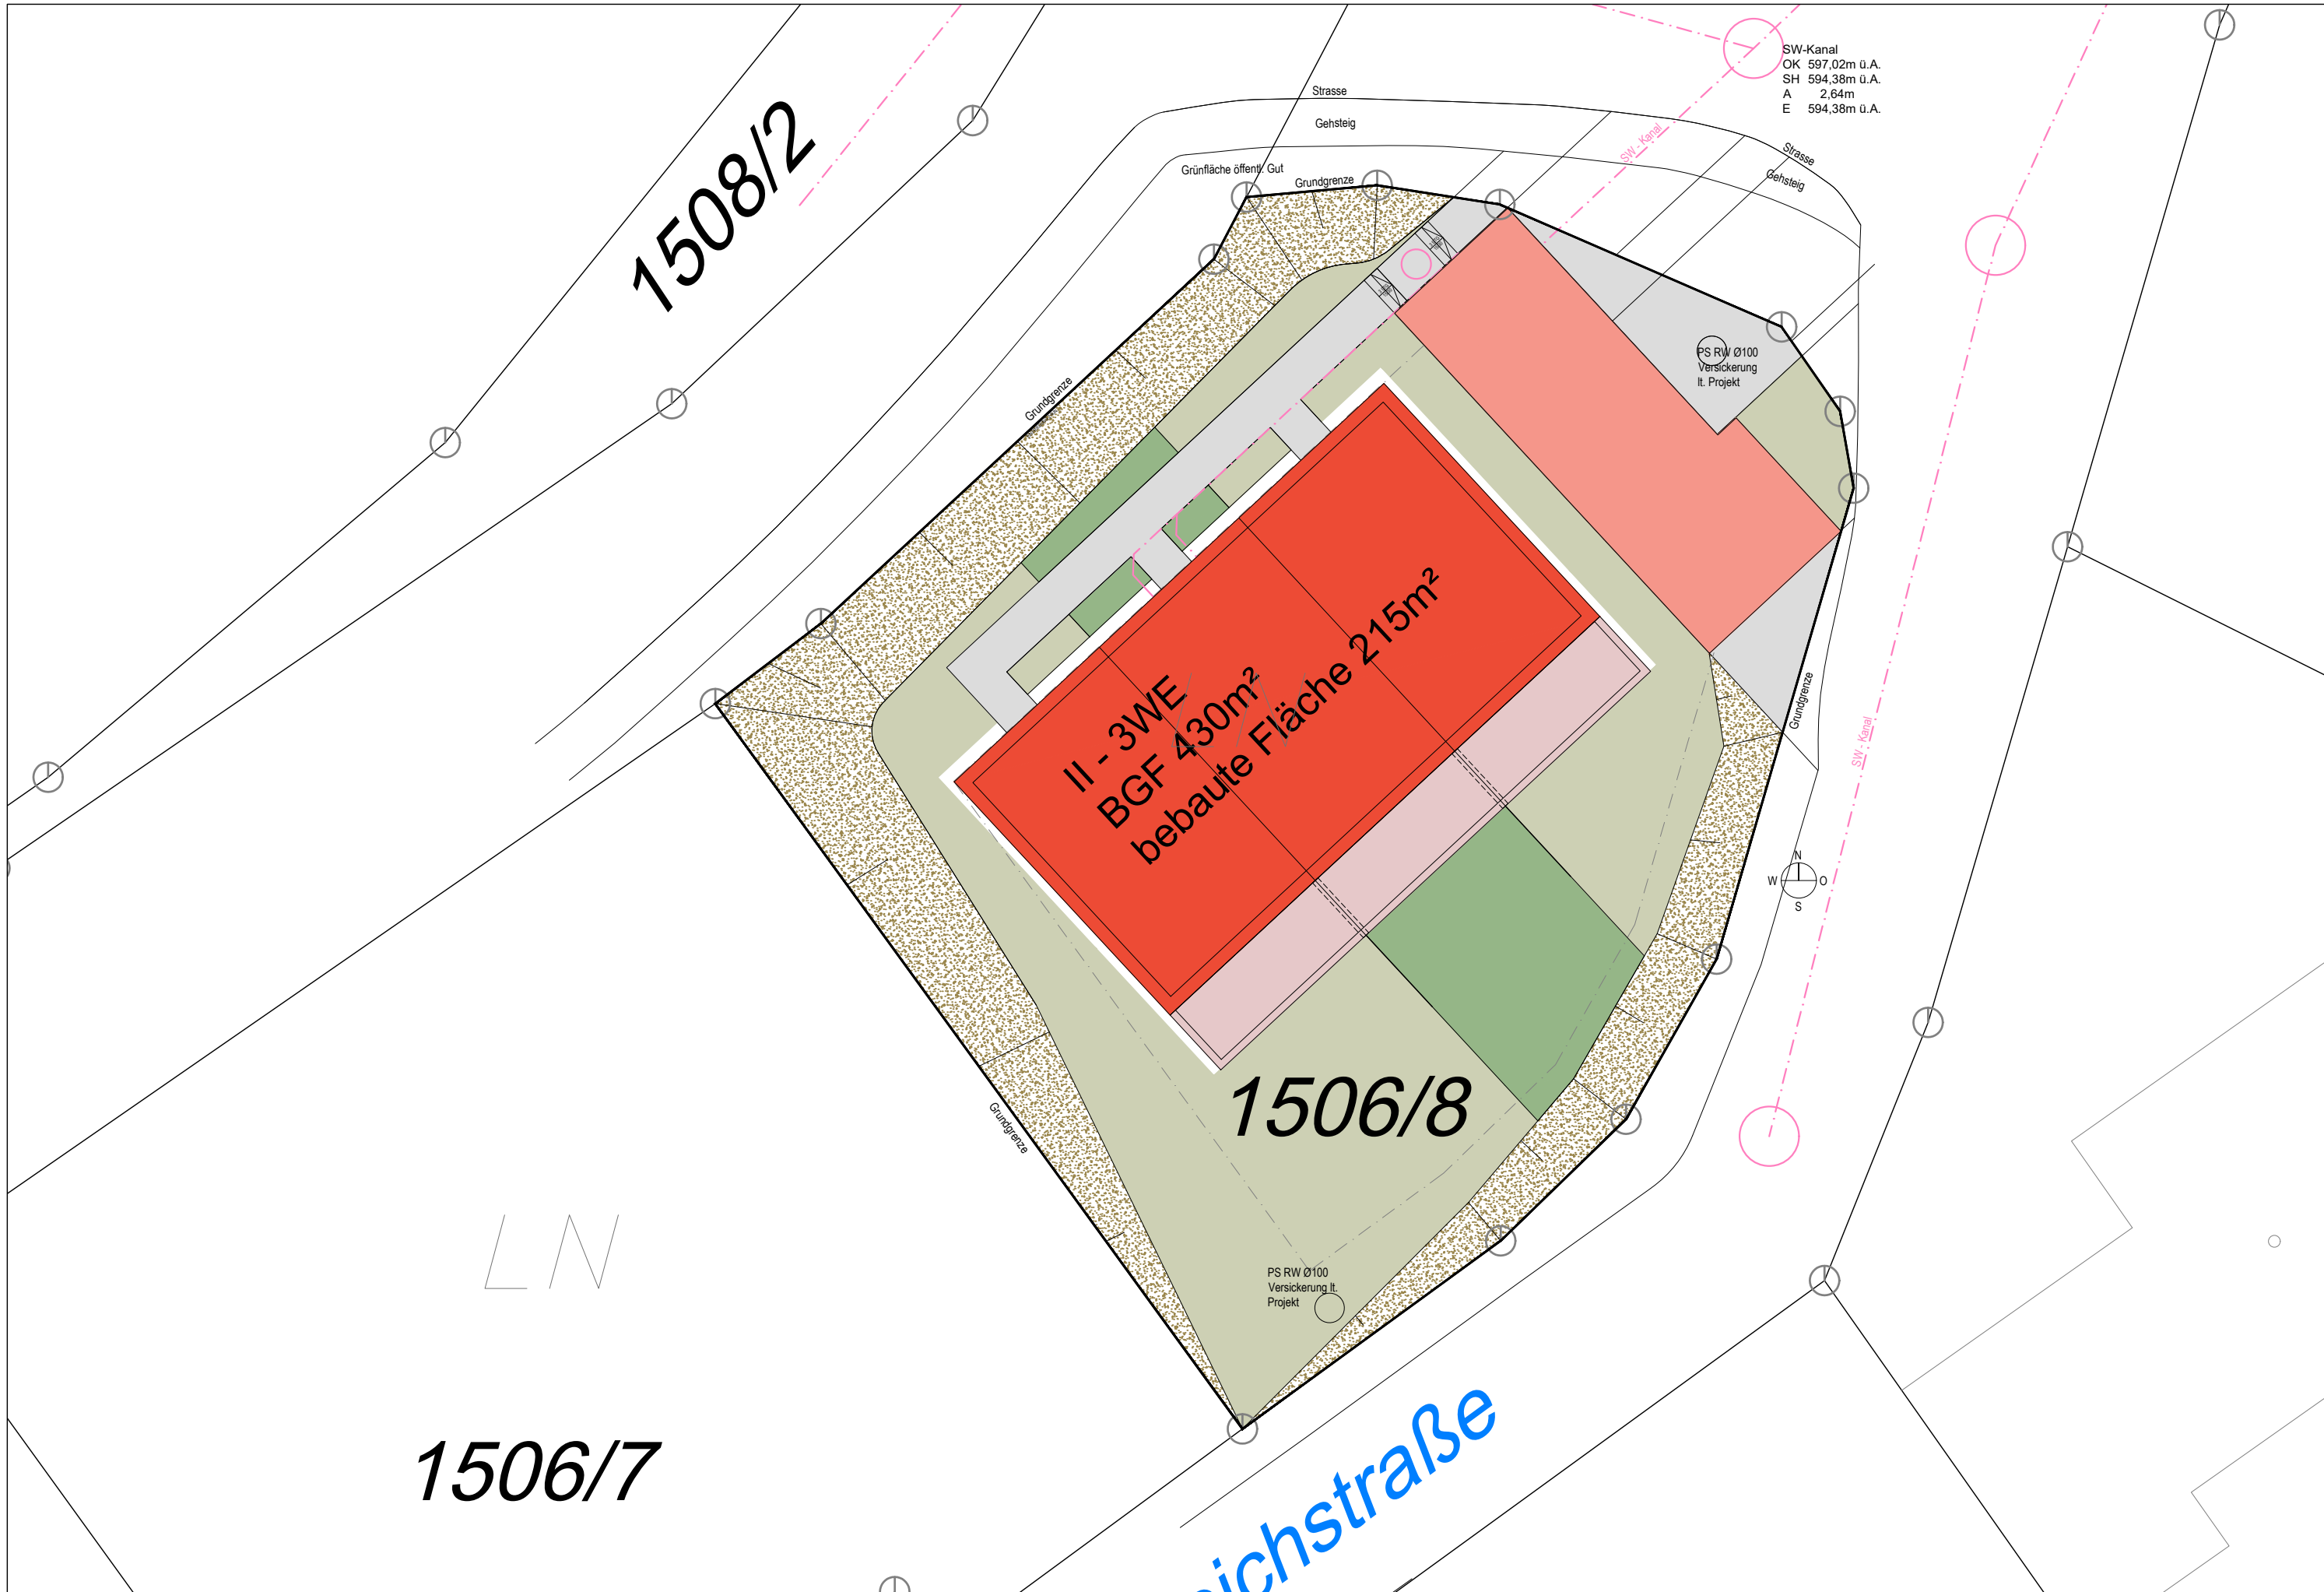 SW-Kanal
OK 597,02m ü.A.
SH 594,38m ü.A.
A 2,64m
E 594,38m ü.A.
Strasse
Gehsteig
SW - Kanal
Strasse
Gehsteig
Grünfläche öffentl. Gut
Grundgrenze
1508/2
PS RW Ø100
Versickerung
lt. Projekt
Grundgrenze
II - 3WE
BGF 430m²
bebaute Fläche 215m²
Grundgrenze
SW - Kanal
N
W
O
S
Grundgrenze
1506/8
LN
PS RW Ø100
Versickerung lt.
Projekt
1506/7
ichstraße